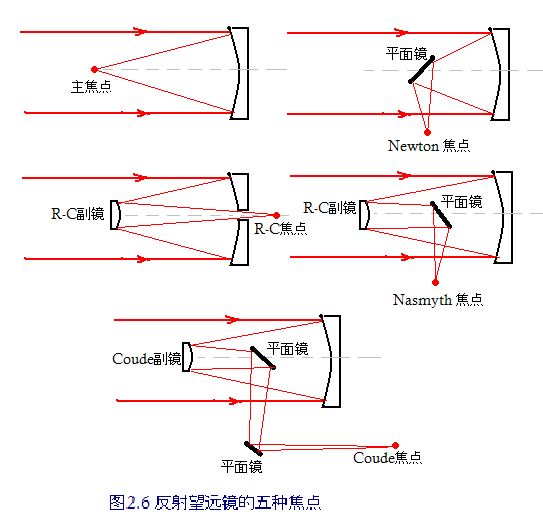 主焦点
平面镜
Newton 焦点
R-C副镜
R-C焦点
R-C副镜
平面镜
Nasmyth 焦点
Coude副镜
平面镜
平面镜
Coude焦点
图2.6 反射望远镜的五种焦点